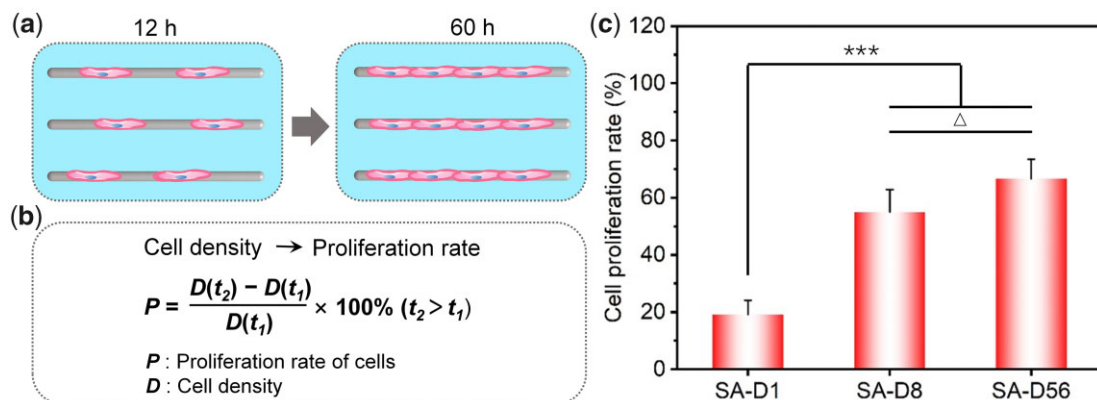 (a)
12 h
60 h
(b)
Cell density → Proliferation rate
P = D(t₂) − D(t₁) / D(t₁) × 100% (t₂ > t₁)
P : Proliferation rate of cells
D : Cell density
(c)
Cell proliferation rate (%)
120
100
80
60
40
20
0
***
△
SA-D1 SA-D8 SA-D56